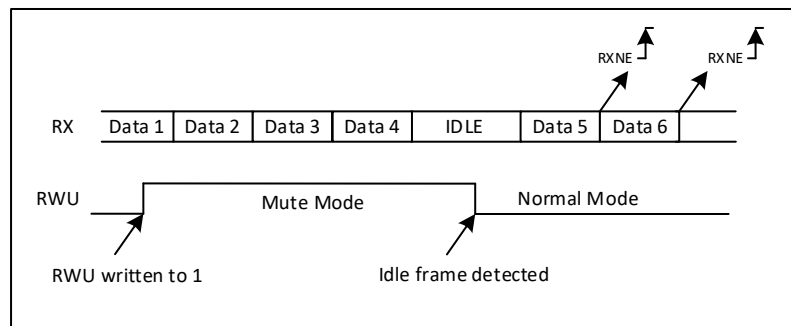 RXNE RXNE
RX Data 1 Data 2 Data 3 Data 4 IDLE Data 5 Data 6
RWU Mute Mode Normal Mode
RWU written to 1 Idle frame detected